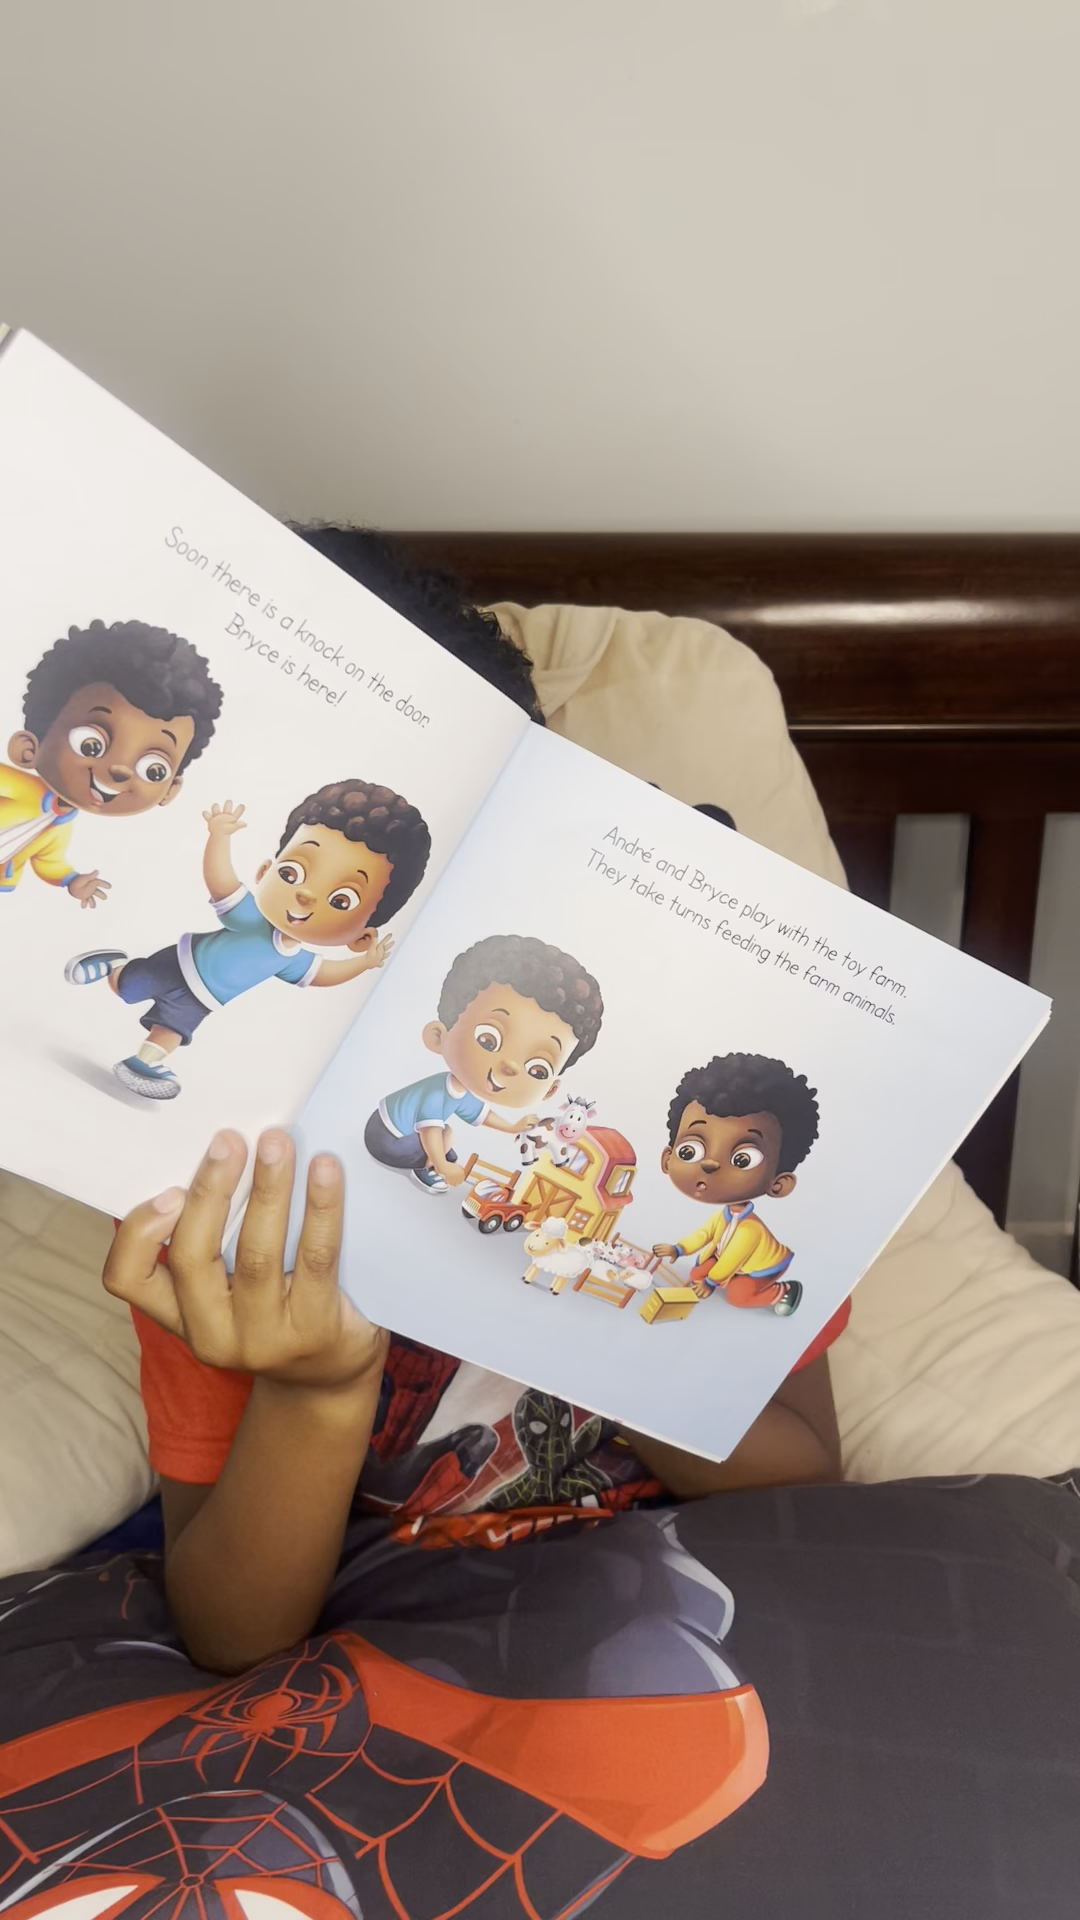 Soon there is a knock on the door.
Bryce is here!
André and Bryce play with the toy farm.
They take turns feeding the farm animals.